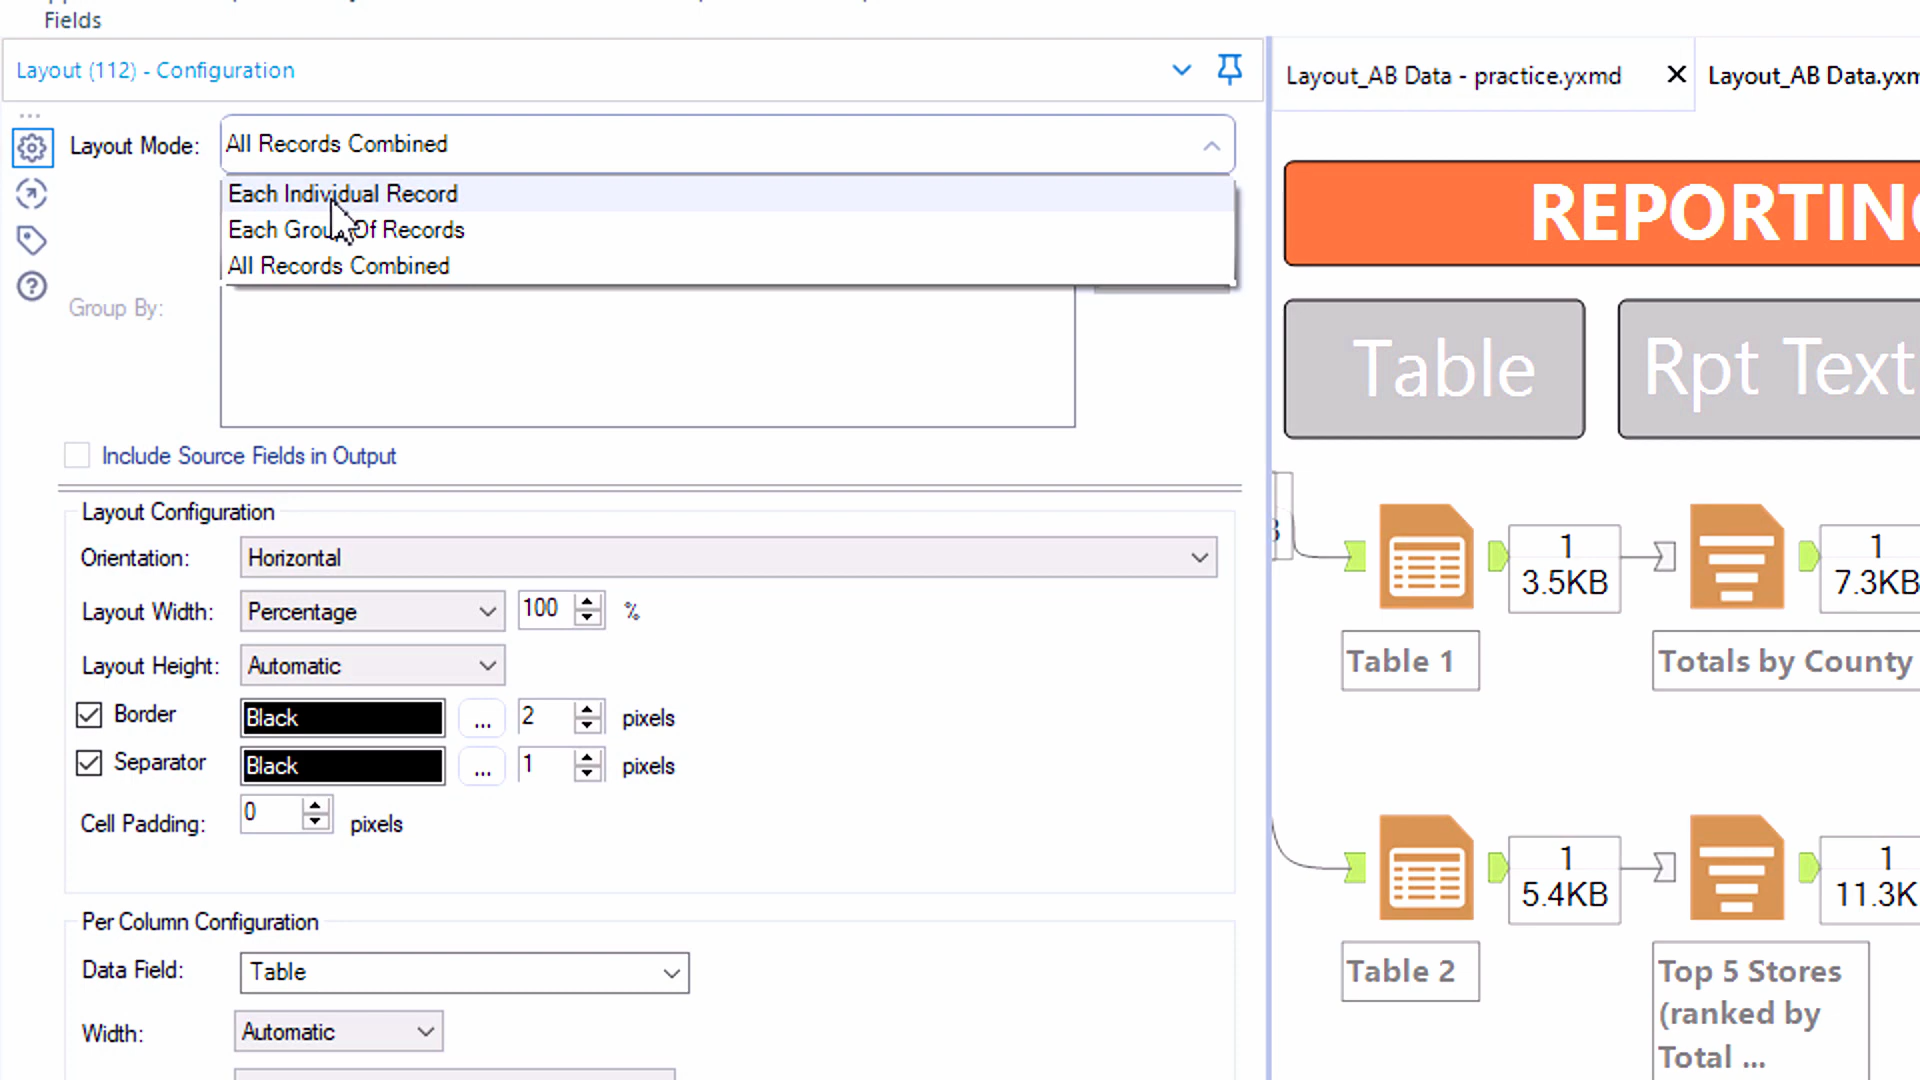 Fields
Layout (112) - Configuration
Layout_AB Data - practice.yxmd
Layout_AB Data.yxm
Layout Mode:
All Records Combined
Each Individual Record
Each Group Of Records
All Records Combined
Group By:
Include Source Fields in Output
Layout Configuration
Orientation:
Horizontal
Layout Width:
Percentage
100
%
Layout Height:
Automatic
Border
Black
...
2
pixels
Separator
Black
...
1
pixels
Cell Padding:
0
pixels
Per Column Configuration
Data Field:
Table
Width:
Automatic
REPORTING
Table
Rpt Text
1
3.5KB
1
7.3KB
Table 1
Totals by County
1
5.4KB
1
11.3K
Table 2
Top 5 Stores
(ranked by
Total ...